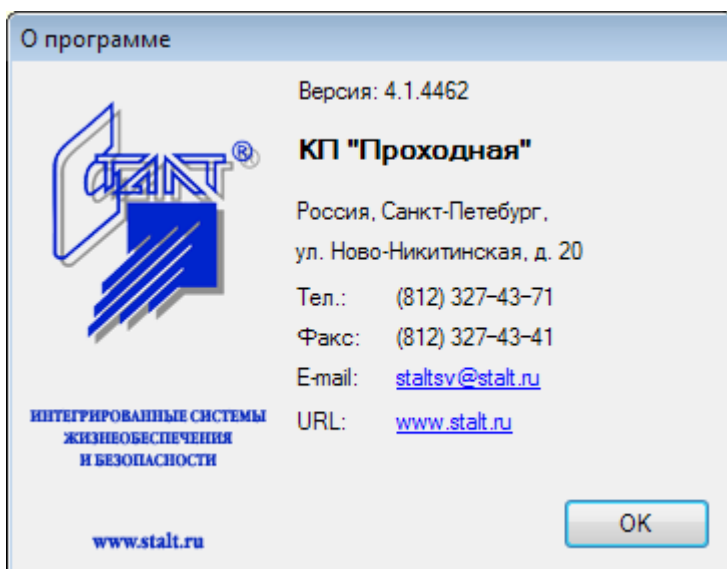 О программе
Версия: 4.1.4462
КП "Проходная"
Россия, Санкт-Петебург,
ул. Ново-Никитинская, д. 20
Тел.: (812) 327-43-71
Факс: (812) 327-43-41
E-mail: staltsv@stalt.ru
URL: www.stalt.ru
СТАЛТ®
ИНТЕГРИРОВАННЫЕ СИСТЕМЫ
ЖИЗНЕОБЕСПЕЧЕНИЯ
И БЕЗОПАСНОСТИ
www.stalt.ru
OK